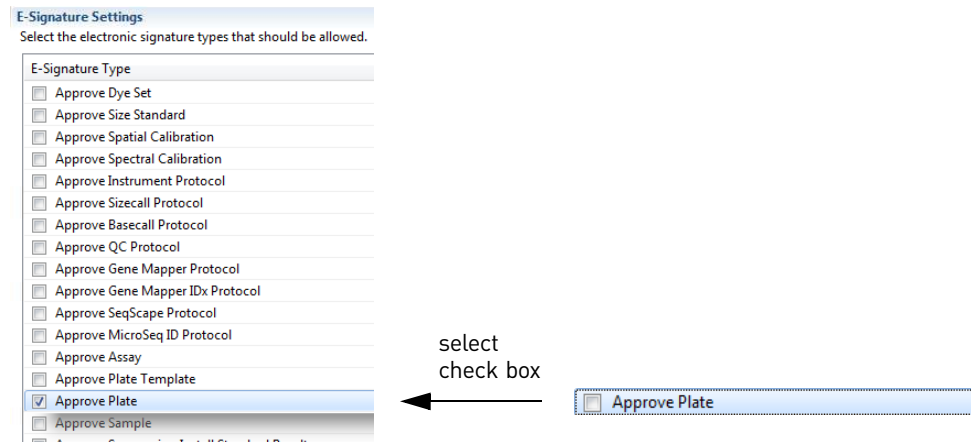 E-Signature Settings
Select the electronic signature types that should be allowed.
E-Signature Type
Approve Dye Set
Approve Size Standard
Approve Spatial Calibration
Approve Spectral Calibration
Approve Instrument Protocol
Approve Sizecall Protocol
Approve Basecall Protocol
Approve QC Protocol
Approve Gene Mapper Protocol
Approve Gene Mapper IDx Protocol
Approve SeqScape Protocol
Approve MicroSeq ID Protocol
Approve Assay
Approve Plate Template
Approve Plate
Approve Sample
select
check box
Approve Plate